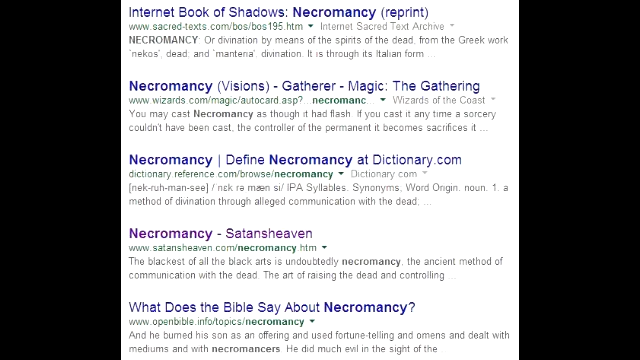 Internet Book of Shadows: Necromancy (reprint)
www.sacred-texts.com/bos/bos195.htm ▼ Internet Sacred Text Archive ▼
NECROMANCY: Or divination by means of the spirits of the dead, from the Greek work
'nekos', dead; and 'manteria', divination. It is through its Italian form ...
Necromancy (Visions) - Gatherer - Magic: The Gathering
www.wizards.com/magic/autocard.asp?...necromanc... ▼ Wizards of the Coast ▼
You may cast Necromancy as though it had flash. If you cast it any time a sorcery
couldn't have been cast, the controller of the permanent it becomes sacrifices it ...
Necromancy | Define Necromancy at Dictionary.com
dictionary.reference.com/browse/necromancy ▼ Dictionary.com ▼
[nek-ruh-man-see] / nɛk rəˌmæn si/ IPA Syllables. Synonyms; Word Origin. noun. 1. a
method of divination through alleged communication with the dead. ...
Necromancy - Satansheaven
www.satansheaven.com/necromancy.htm ▼
The blackest of all the black arts is undoubtedly necromancy, the ancient method of
communication with the dead. The art of raising the dead and controlling ...
What Does the Bible Say About Necromancy?
www.openbible.info/topics/necromancy ▼
And he burned his son as an offering and used fortune-telling and omens and dealt with
mediums and with necromancers. He did much evil in the sight of the